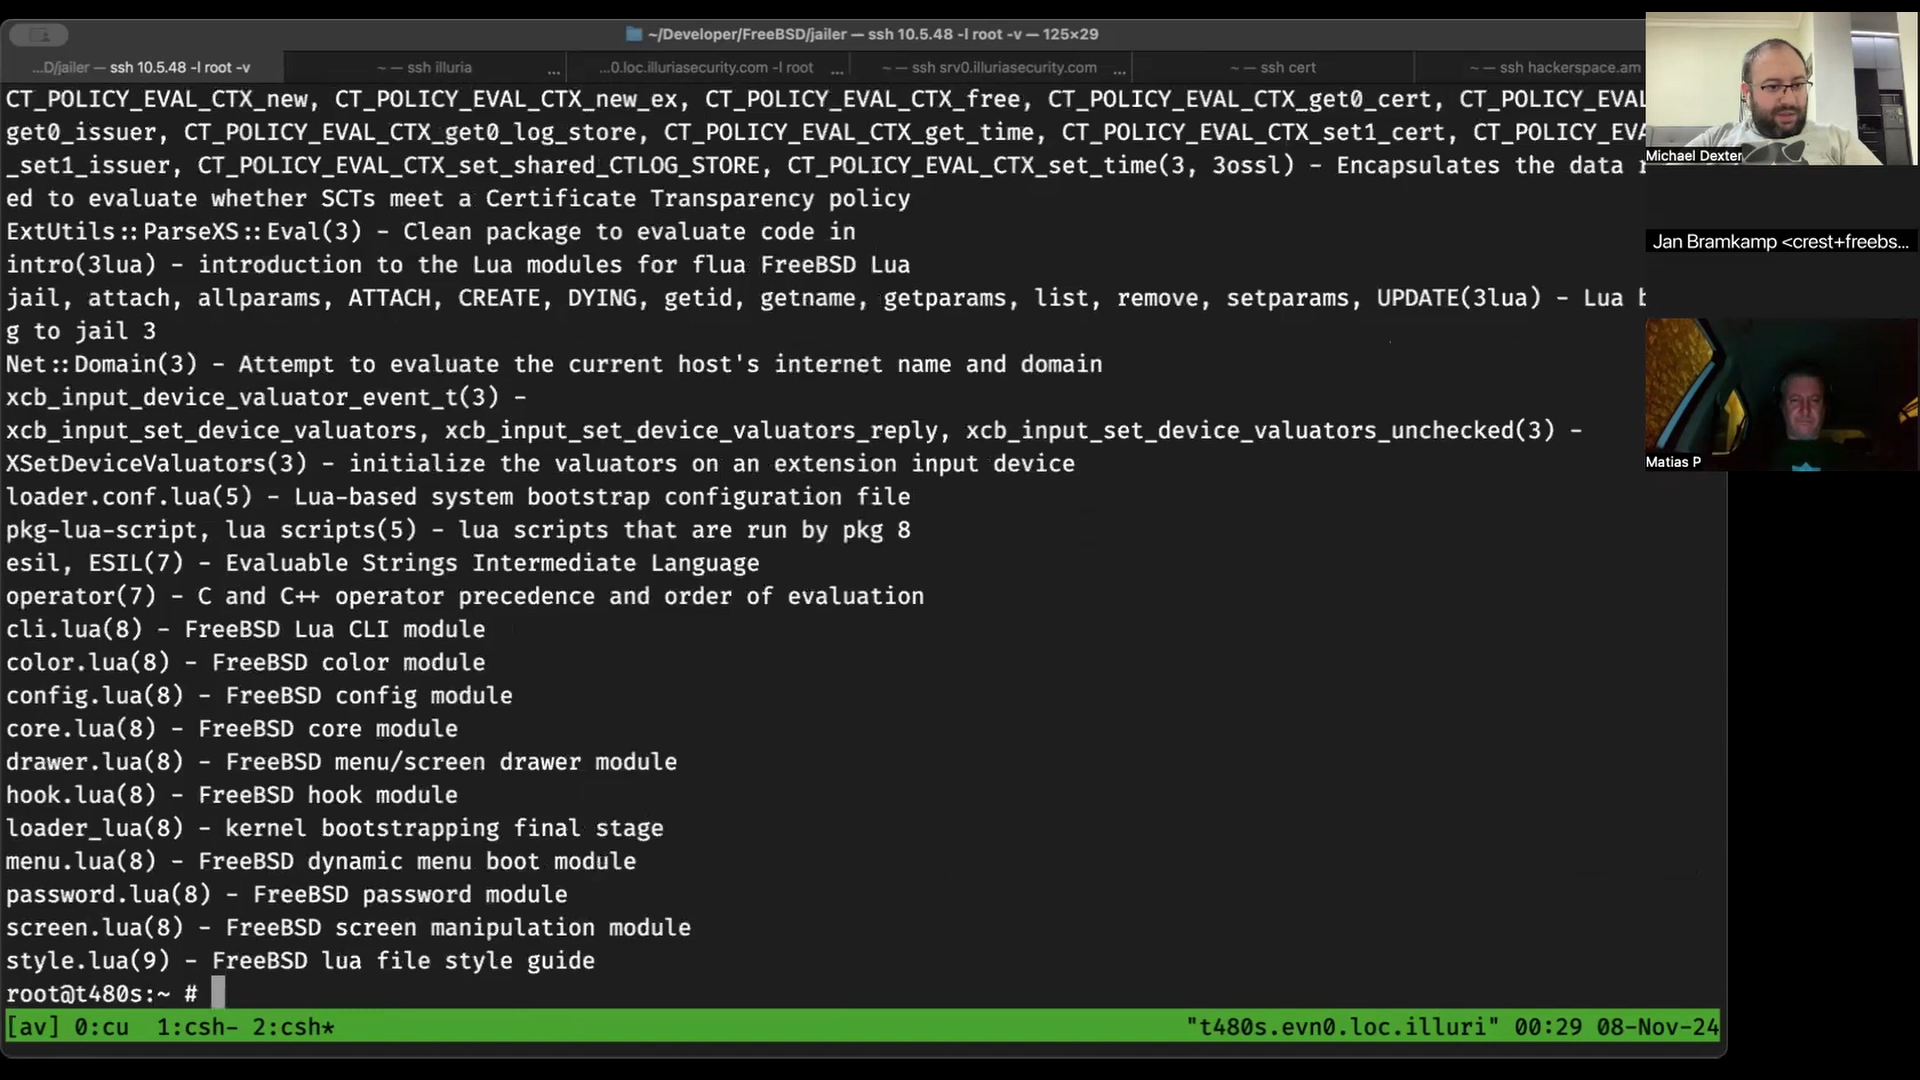 ~/Developer/FreeBSD/jailer — ssh 10.5.48 -l root -v — 125×29
...D/jailer — ssh 10.5.48 -l root -v
~ — ssh illuria ...
...0.loc.illuriasecurity.com -l root ...
~ — ssh srv0.illuriasecurity.com ...
~ — ssh cert
~ — ssh hackerspace.am
CT_POLICY_EVAL_CTX_new, CT_POLICY_EVAL_CTX_new_ex, CT_POLICY_EVAL_CTX_free, CT_POLICY_EVAL_CTX_get0_cert, CT_POLICY_EVAL
get0_issuer, CT_POLICY_EVAL_CTX_get0_log_store, CT_POLICY_EVAL_CTX_get_time, CT_POLICY_EVAL_CTX_set1_cert, CT_POLICY_EVA
_set1_issuer, CT_POLICY_EVAL_CTX_set_shared_CTLOG_STORE, CT_POLICY_EVAL_CTX_set_time(3, 3ossl) - Encapsulates the data
ed to evaluate whether SCTs meet a Certificate Transparency policy
ExtUtils::ParseXS::Eval(3) - Clean package to evaluate code in
intro(3lua) - introduction to the Lua modules for flua FreeBSD Lua
jail, attach, allparams, ATTACH, CREATE, DYING, getid, getname, getparams, list, remove, setparams, UPDATE(3lua) - Lua b
g to jail 3
Net::Domain(3) - Attempt to evaluate the current host's internet name and domain
xcb_input_device_valuator_event_t(3) -
xcb_input_set_device_valuators, xcb_input_set_device_valuators_reply, xcb_input_set_device_valuators_unchecked(3) -
XSetDeviceValuators(3) - initialize the valuators on an extension input device
loader.conf.lua(5) - Lua-based system bootstrap configuration file
pkg-lua-script, lua scripts(5) - lua scripts that are run by pkg 8
esil, ESIL(7) - Evaluable Strings Intermediate Language
operator(7) - C and C++ operator precedence and order of evaluation
cli.lua(8) - FreeBSD Lua CLI module
color.lua(8) - FreeBSD color module
config.lua(8) - FreeBSD config module
core.lua(8) - FreeBSD core module
drawer.lua(8) - FreeBSD menu/screen drawer module
hook.lua(8) - FreeBSD hook module
loader_lua(8) - kernel bootstrapping final stage
menu.lua(8) - FreeBSD dynamic menu boot module
password.lua(8) - FreeBSD password module
screen.lua(8) - FreeBSD screen manipulation module
style.lua(9) - FreeBSD lua file style guide
root@t480s:~ #
[av] 0:cu 1:csh- 2:csh* "t480s.evn0.loc.illuri" 00:29 08-Nov-24
Michael Dexter
Jan Bramkamp <crest+freebs...
Matias P